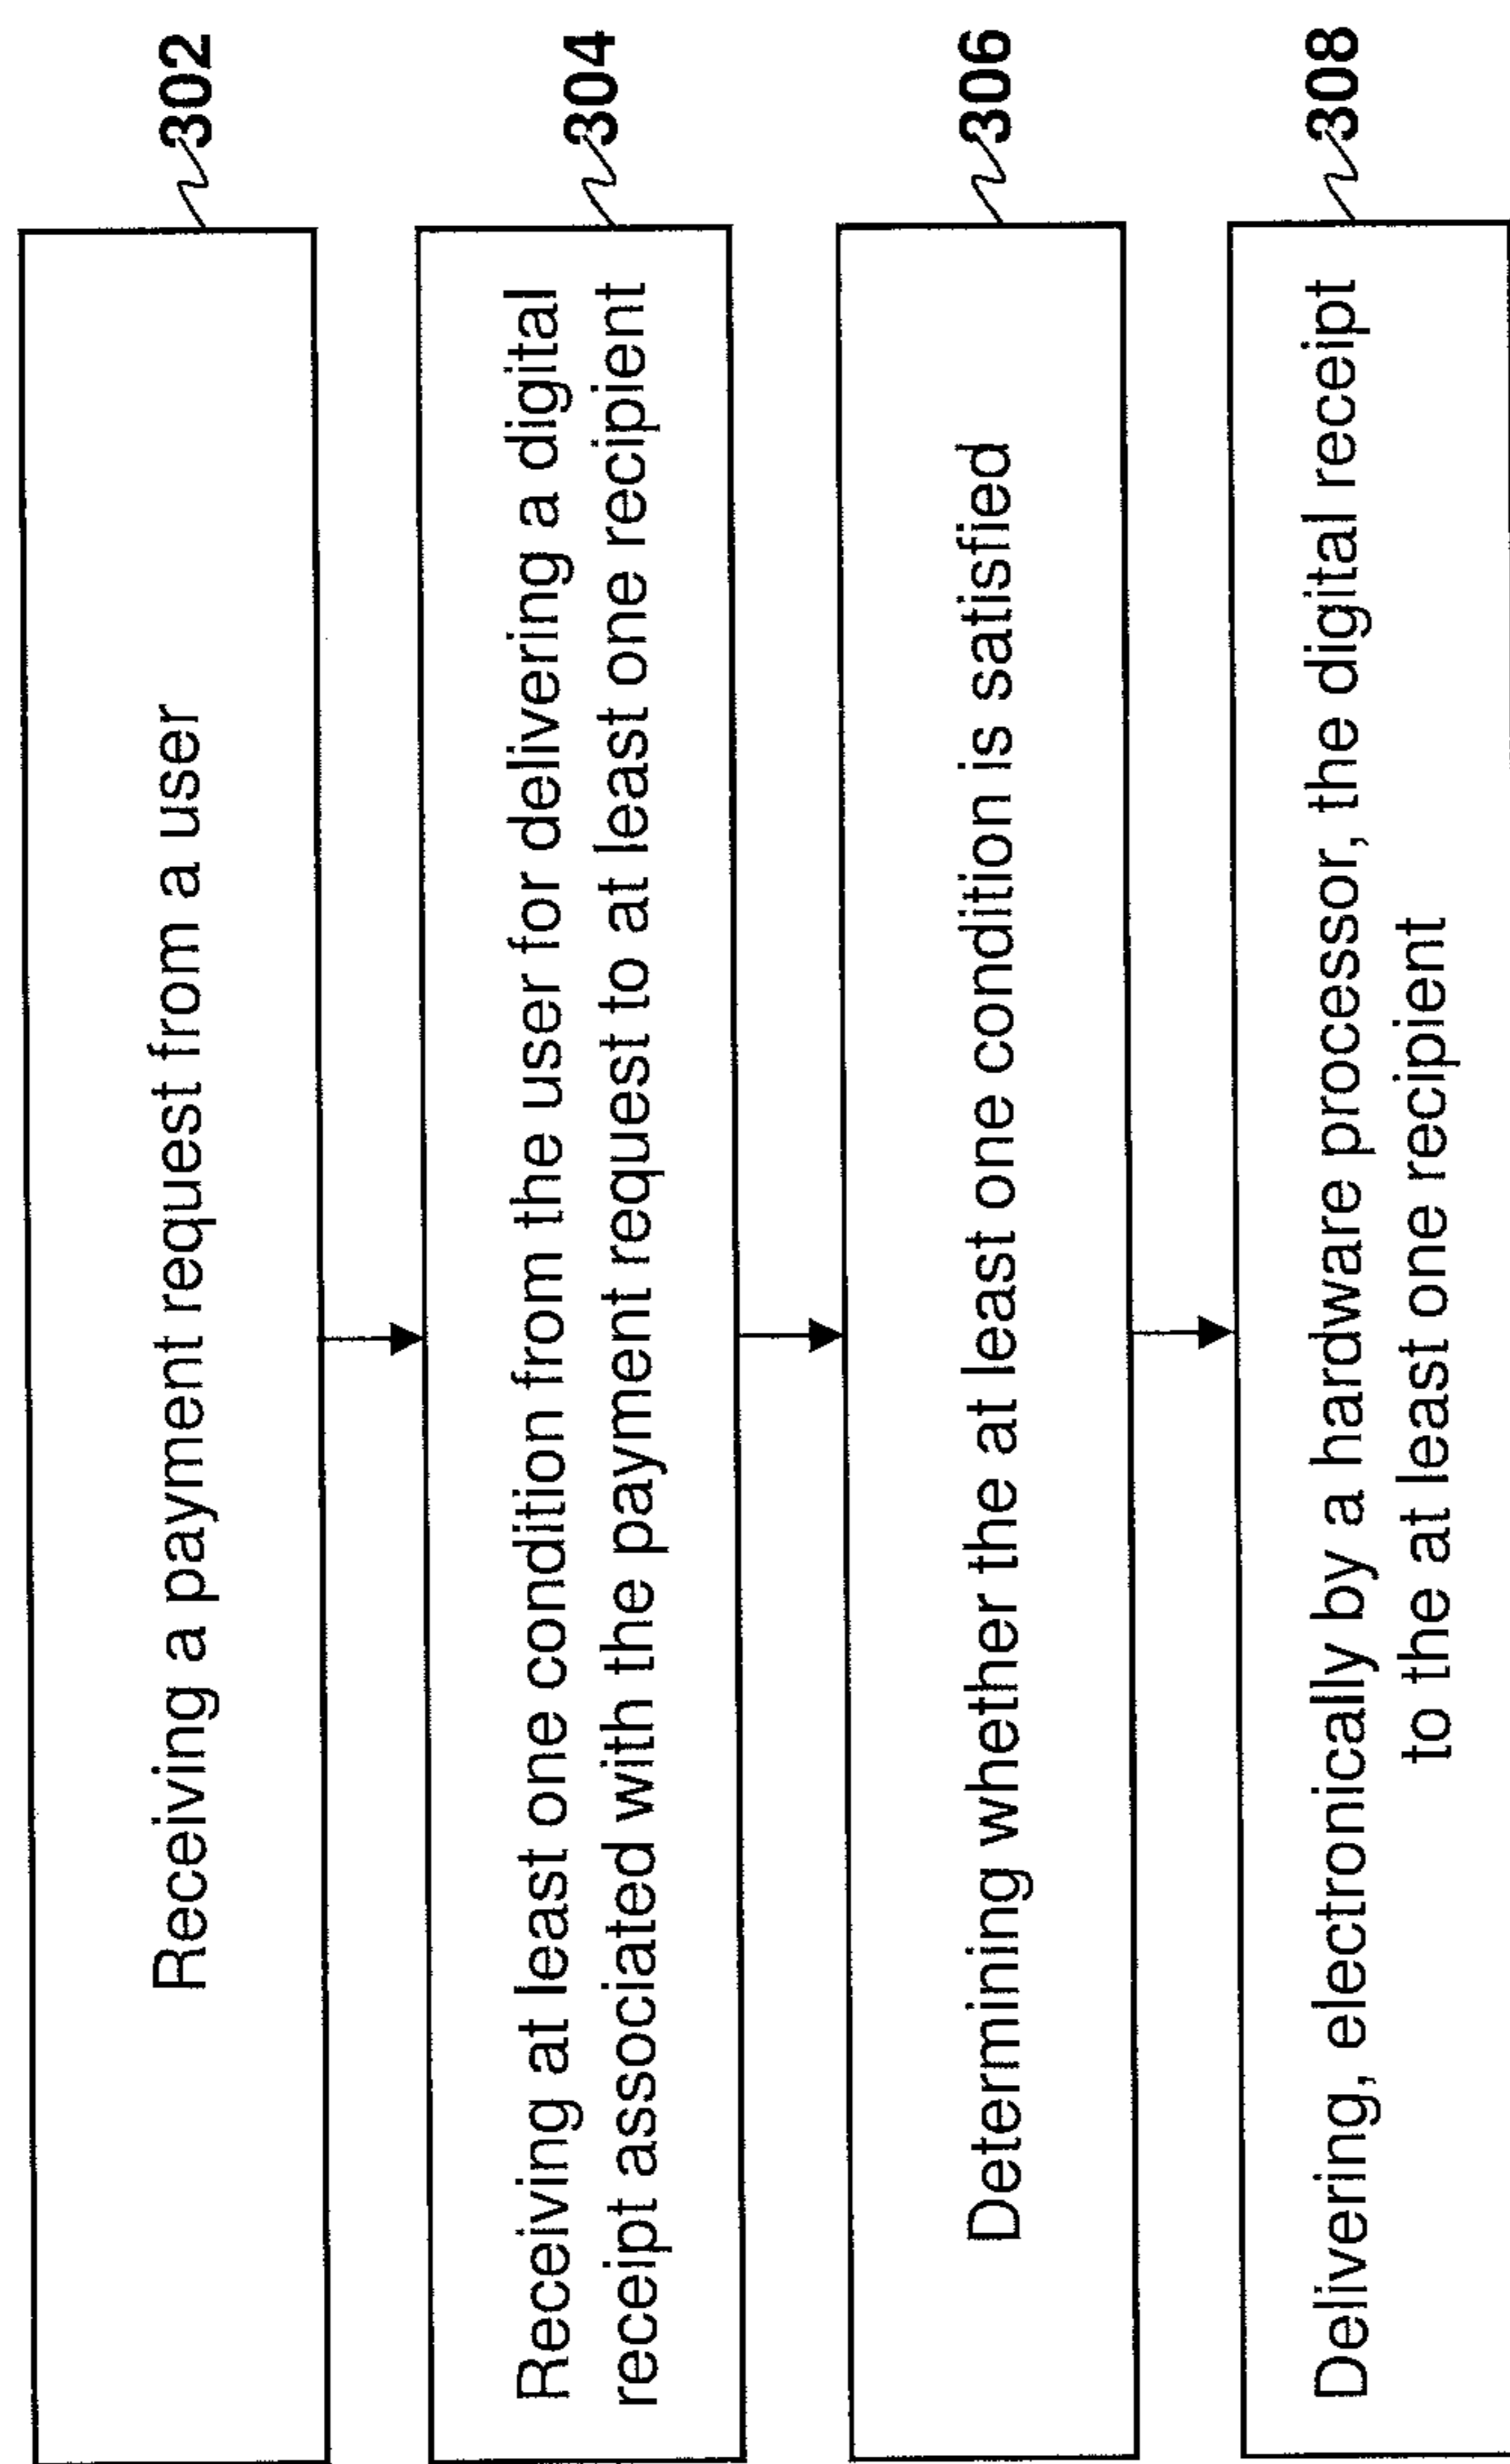 Receiving a payment request from a user
302
Receiving at least one condition from the user for delivering a digital
receipt associated with the payment request to at least one recipient
304
Determining whether the at least one condition is satisfied
306
Delivering, electronically by a hardware processor, the digital receipt
to the at least one recipient
308